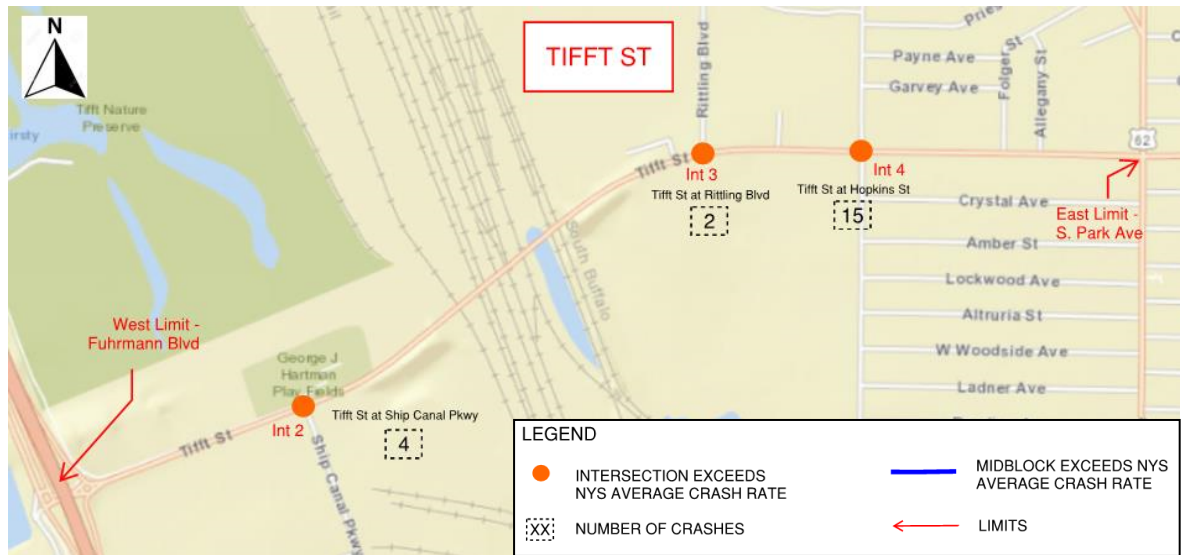 N
TIFFT ST
Rittling Blvd
Payne Ave
Garvey Ave
Folger St
Allegany St
Tifft Nature
Preserve
irsty
62
Tifft St
Int 3
Tifft St at Rittling Blvd
2
Int 4
Tifft St at Hopkins St
15
East Limit -
S. Park Ave
Crystal Ave
Amber St
Lockwood Ave
Altruria St
W Woodside Ave
Ladner Ave
South Buffalo
West Limit -
Fuhrmann Blvd
George J
Hartman
Play Fields
Int 2
Tifft St at Ship Canal Pkwy
4
Tifft St
Ship Canal Pkwy
LEGEND
INTERSECTION EXCEEDS
NYS AVERAGE CRASH RATE
XX NUMBER OF CRASHES
MIDBLOCK EXCEEDS NYS
AVERAGE CRASH RATE
LIMITS